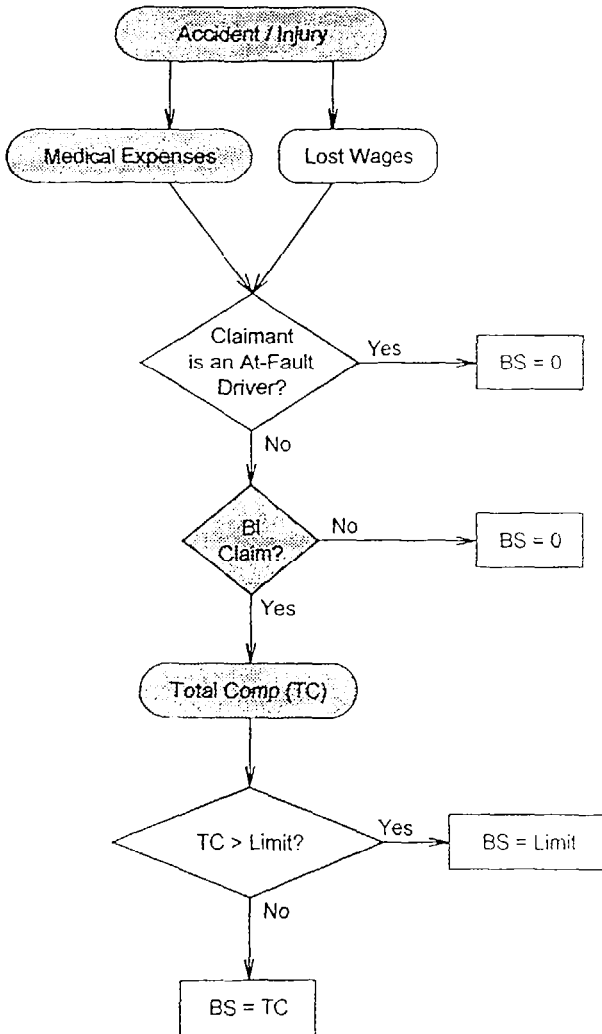 Accident / Injury
Medical Expenses
Lost Wages
Claimant
is an At-Fault
Driver?
Yes
BS = 0
No
BI
Claim?
No
BS = 0
Yes
Total Comp (TC)
TC > Limit?
Yes
BS = Limit
No
BS = TC